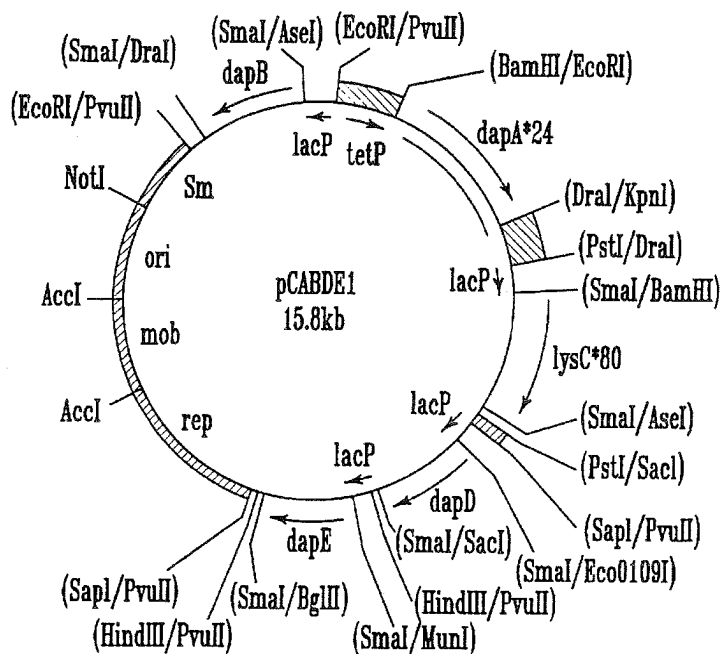 (SmaI/AseI)
(EcoRI/PvuII)
(SmaI/DraI)
dapB
(BamHI/EcoRI)
(EcoRI/PvuII)
lacP
tetP
dapA*24
NotI
Sm
(DraI/KpnI)
ori
(PstI/DraI)
pCABDE1
15.8kb
lacP
(SmaI/BamHI)
AccI
mob
lysC*80
AccI
rep
lacP
(SmaI/AseI)
(PstI/SacI)
lacP
dapD
(SapI/PvuII)
dapE
(SmaI/SacI)
(SmaI/Eco0109I)
(SapI/PvuII)
(SmaI/BglII)
(HindIII/PvuII)
(HindIII/PvuII)
(SmaI/MunI)